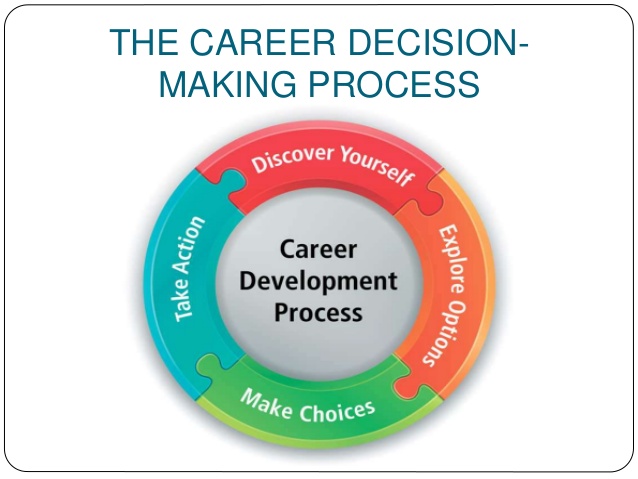 THE CAREER DECISION-
MAKING PROCESS
Discover Yourself
Explore Options
Make Choices
Take Action
Career
Development
Process